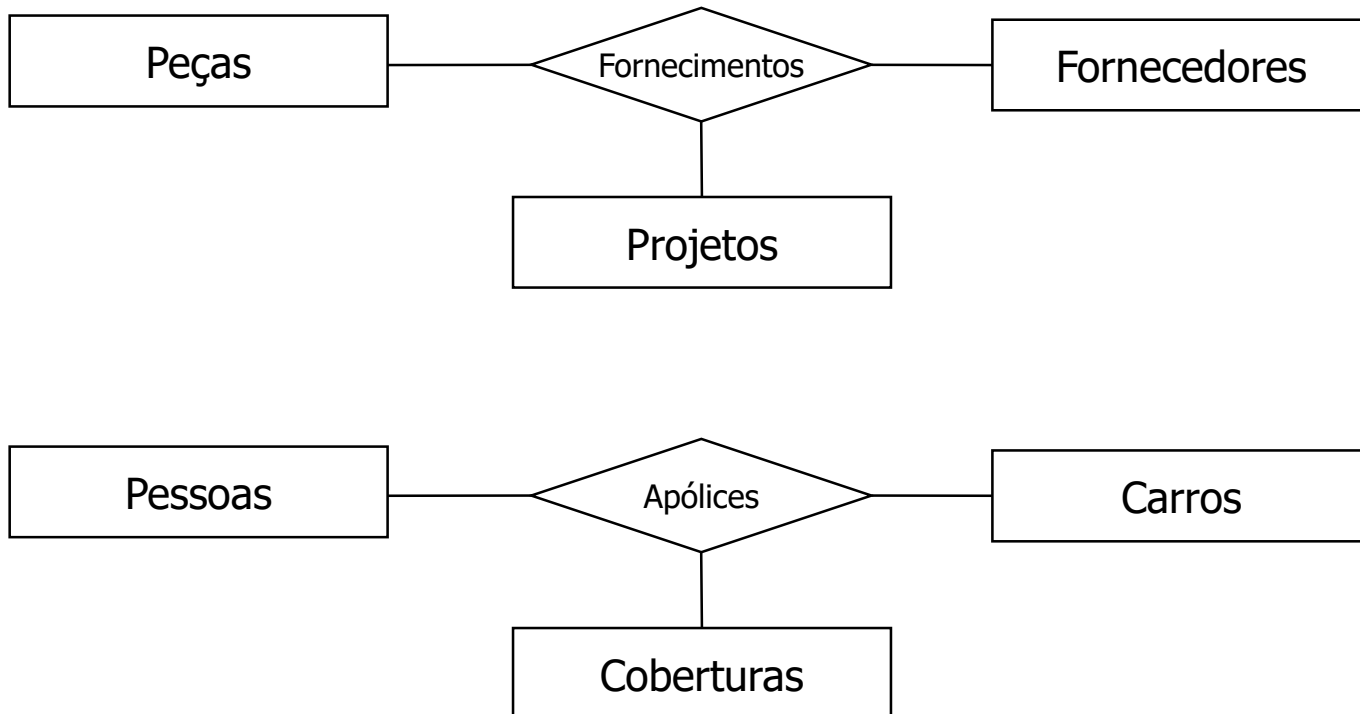 Peças
Fornecimentos
Fornecedores
Projetos
Pessoas
Apólices
Carros
Coberturas